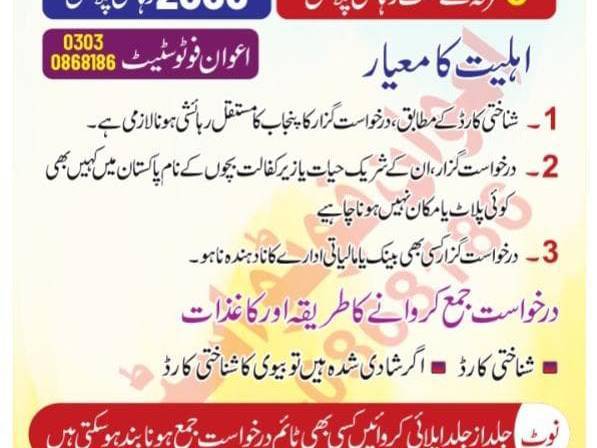 اعوان فوٹوسٹیٹ 0303 0868186
اہلیت کا معیار
1۔ شناختی کارڈ کے مطابق، درخواست گزار کا پنجاب کا مستقل رہائشی ہونا لازمی ہے۔
2۔ درخواست گزار، ان کے شریک حیات یا زیر کفالت بچوں کے نام پاکستان میں کہیں بھی
کوئی پلاٹ یا مکان نہیں ہونا چاہیے
3۔ درخواست گزار کسی بھی بینک یا مالیاتی ادارے کا نادہندہ نا ہو۔
درخواست جمع کروانے کا طریقہ اور کاغذات
شناختی کارڈ اگر شادی شدہ ہیں تو بیوی کا شناختی کارڈ
نوٹ جلد از جلد اپلائی کروائیں کسی بھی ٹائم درخواست جمع ہونا بند ہو سکتی ہیں